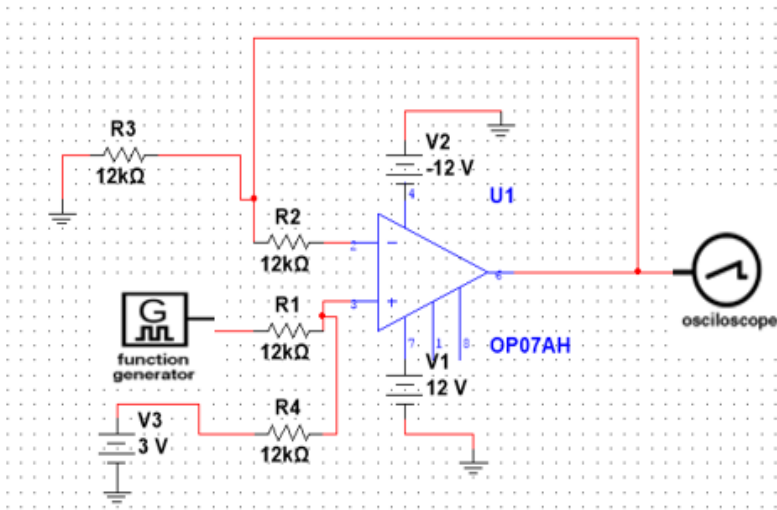 R3
12kΩ
V2
-12 V
4
U1
R2
12kΩ
2
−
6
G
function
generator
R1
12kΩ
3
+
osciloscope
7
1
8
OP07AH
V1
12 V
V3
3 V
R4
12kΩ